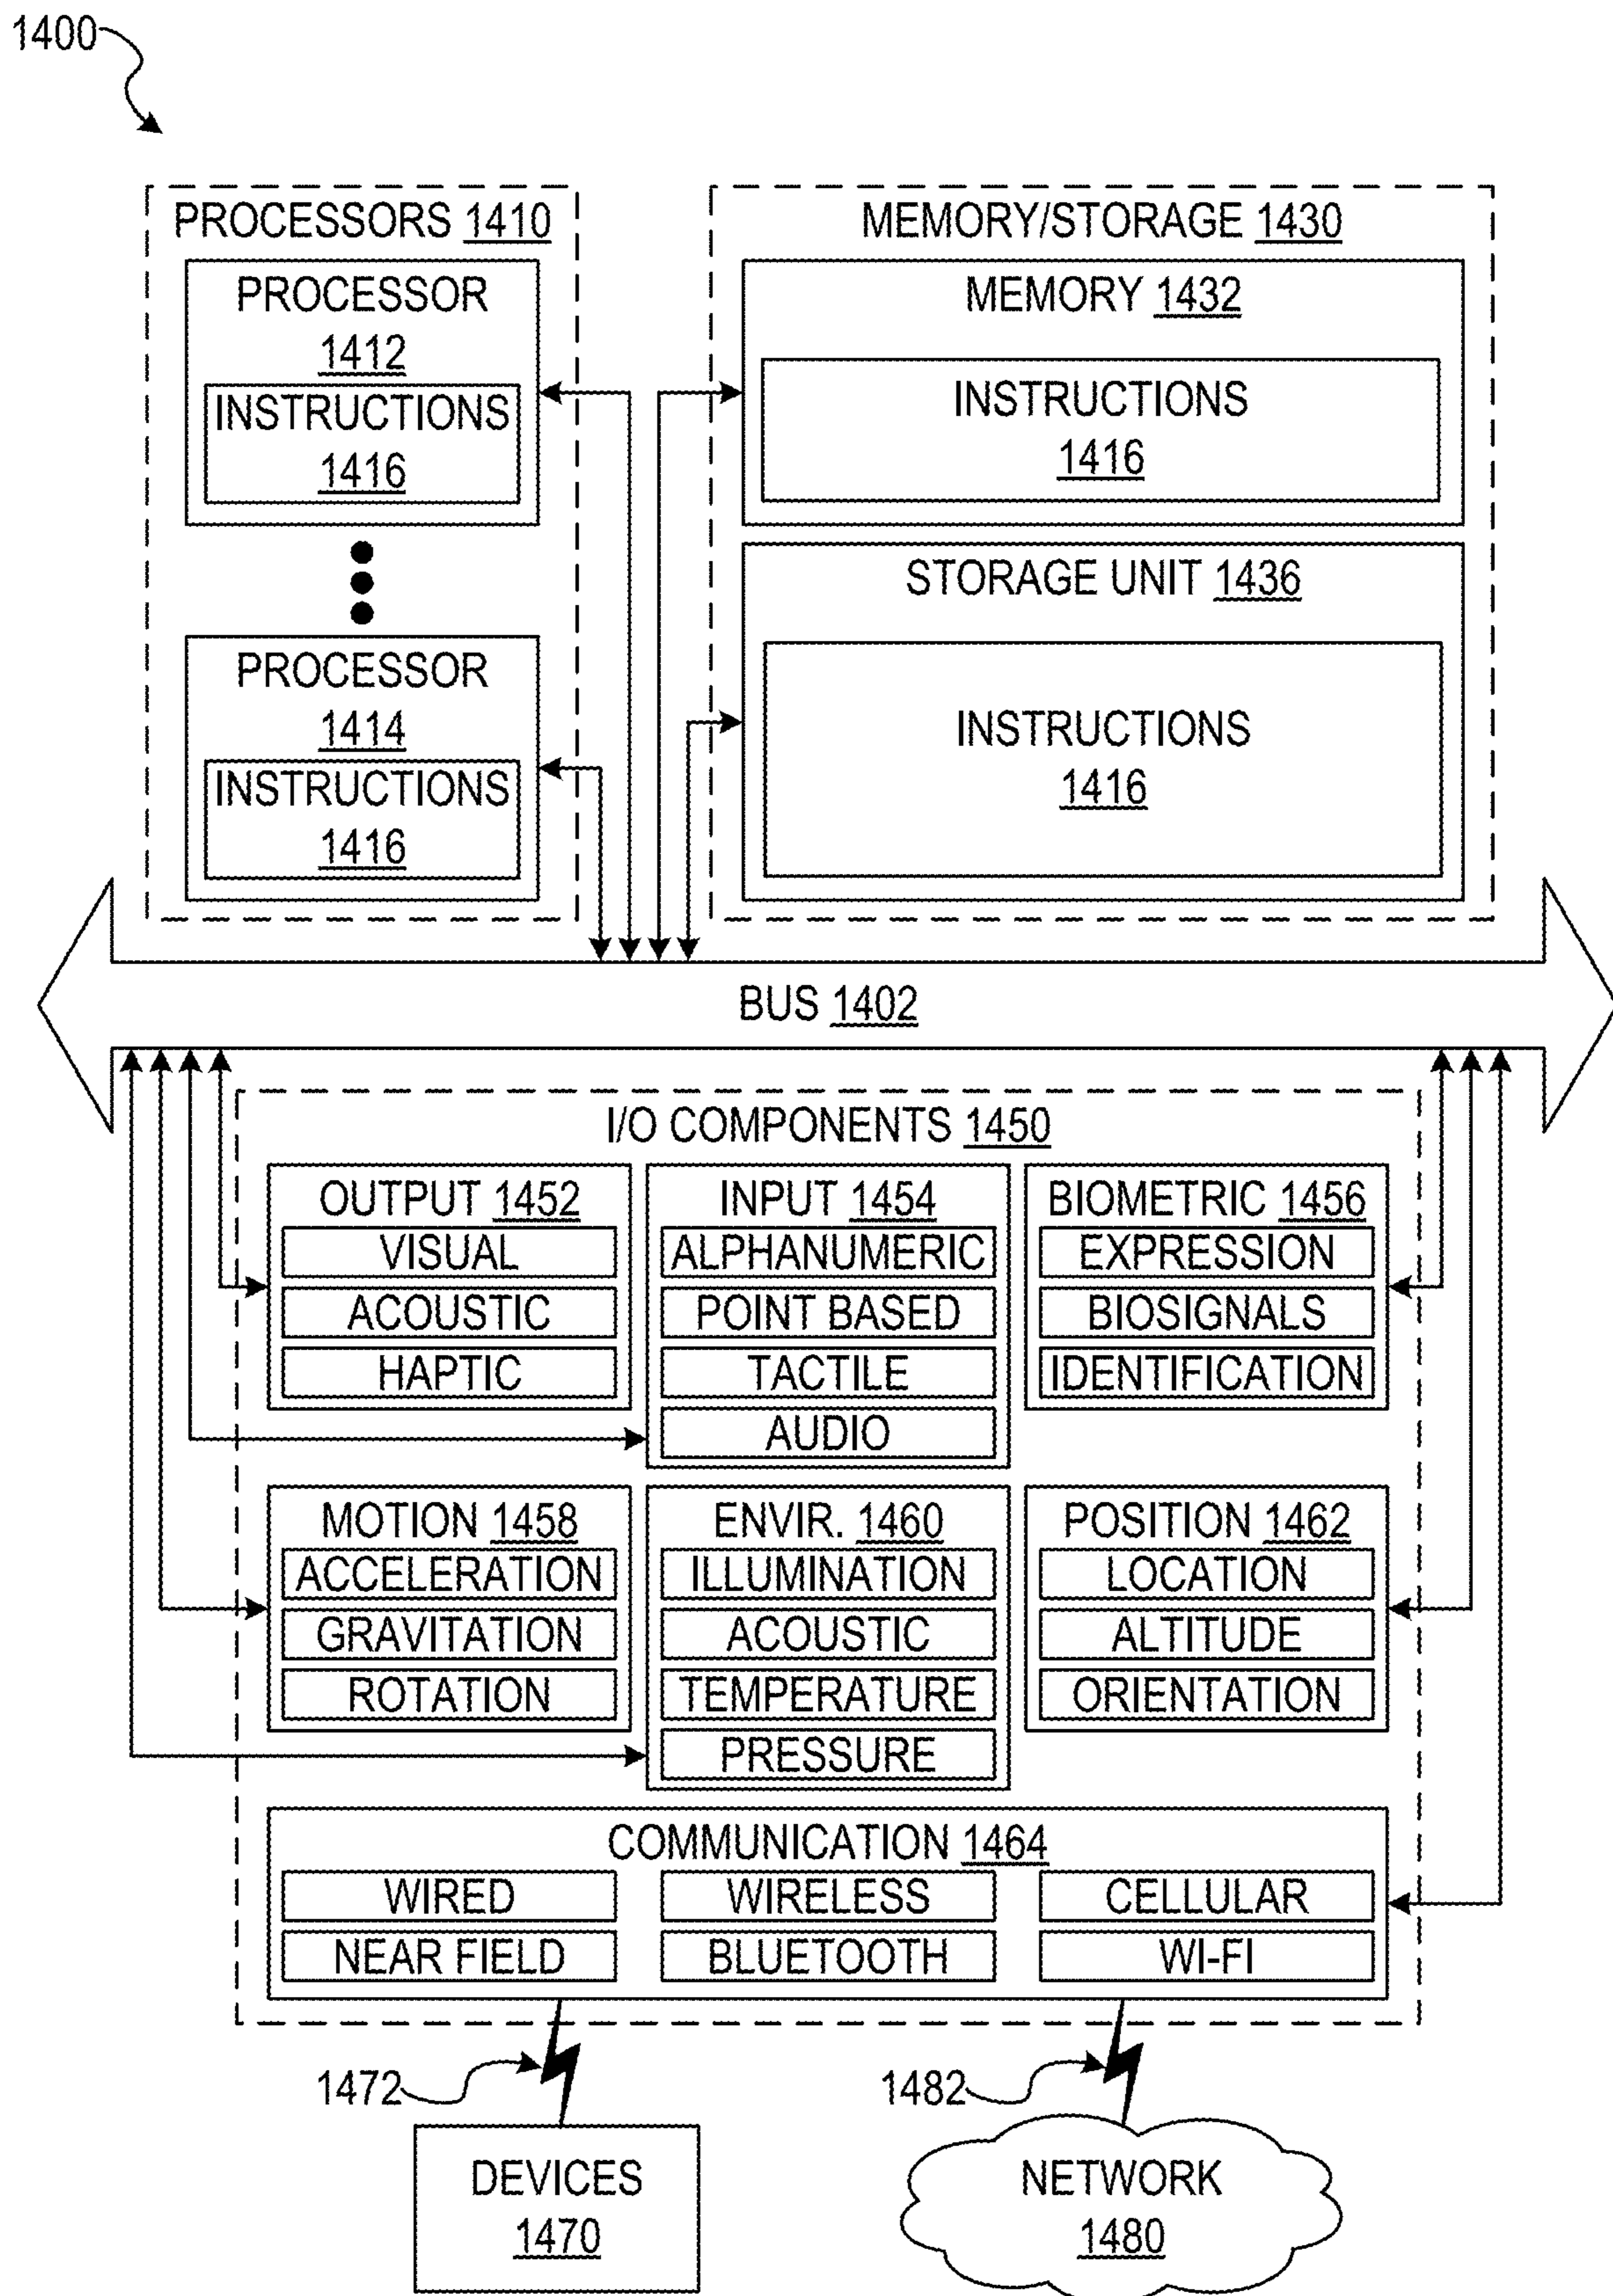 1400
PROCESSORS 1410
PROCESSOR
1412
INSTRUCTIONS
1416
PROCESSOR
1414
INSTRUCTIONS
1416
MEMORY/STORAGE 1430
MEMORY 1432
INSTRUCTIONS
1416
STORAGE UNIT 1436
INSTRUCTIONS
1416
BUS 1402
I/O COMPONENTS 1450
OUTPUT 1452
VISUAL
ACOUSTIC
HAPTIC
INPUT 1454
ALPHANUMERIC
POINT BASED
TACTILE
AUDIO
BIOMETRIC 1456
EXPRESSION
BIOSIGNALS
IDENTIFICATION
MOTION 1458
ACCELERATION
GRAVITATION
ROTATION
ENVIR. 1460
ILLUMINATION
ACOUSTIC
TEMPERATURE
PRESSURE
POSITION 1462
LOCATION
ALTITUDE
ORIENTATION
COMMUNICATION 1464
WIRED
WIRELESS
CELLULAR
NEAR FIELD
BLUETOOTH
WI-FI
1472
1482
DEVICES
1470
NETWORK
1480